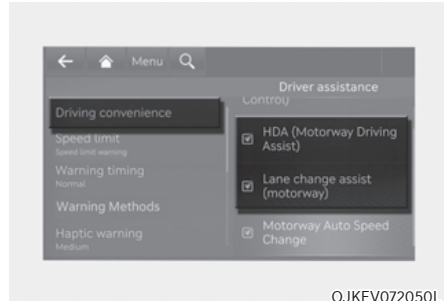 Menu
Driver assistance
Driving convenience
Speed limit
Speed limit warning
Warning timing
Normal
Warning Methods
Haptic warning
Medium
Control)
HDA (Motorway Driving
Assist)
Lane change assist
(motorway)
Motorway Auto Speed
Change
OJKEV072050L